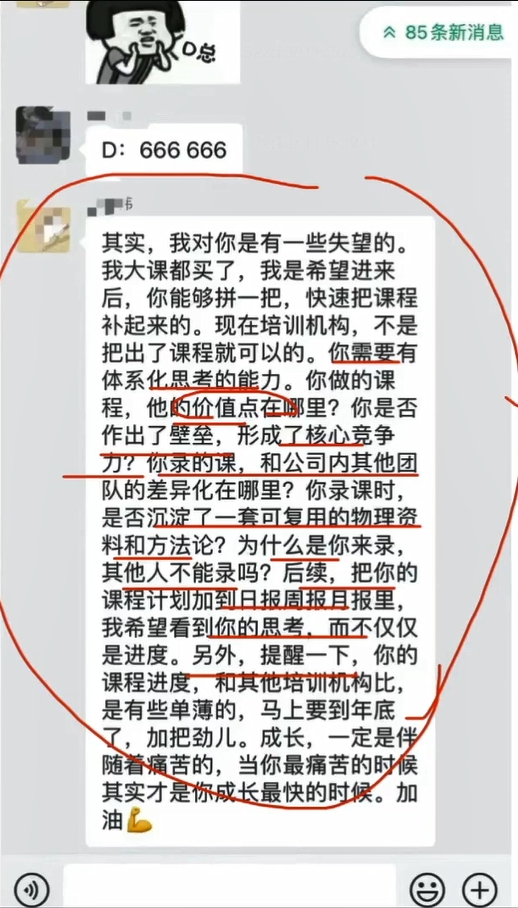 D总
85条新消息
D：666 666
伟
其实，我对你是有一些失望的。
我大课都买了，我是希望进来
后，你能够拼一把，快速把课程
补起来的。现在培训机构，不是
把出了课程就可以的。你需要有
体系化思考的能力。你做的课
程，他的价值点在哪里？你是否
作出了壁垒，形成了核心竞争
力？你录的课，和公司内其他团
队的差异化在哪里？你录课时，
是否沉淀了一套可复用的物理资
料和方法论？为什么是你来录，
其他人不能录吗？后续，把你的
课程计划加到日报周报月报里，
我希望看到你的思考，而不仅仅
是进度。另外，提醒一下，你的
课程进度，和其他培训机构比，
是有些单薄的，马上要到年底
了，加把劲儿。成长，一定是伴
随着痛苦的，当你最痛苦的时候
其实才是你成长最快的时候。加
油💪